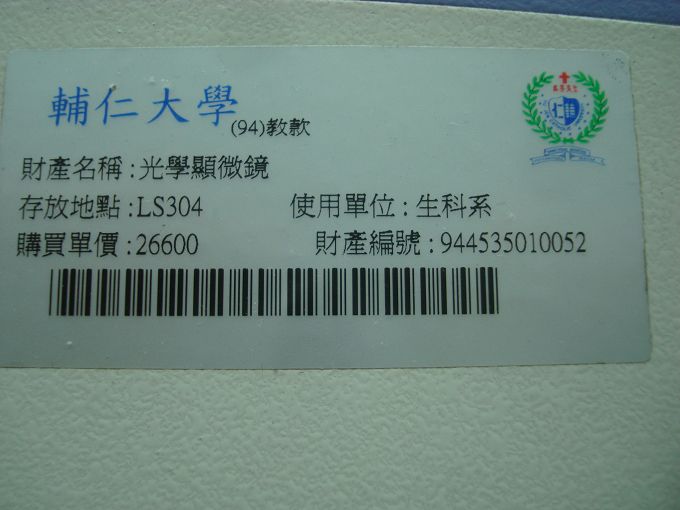 輔仁大學
(94)教款
財產名稱:光學顯微鏡
存放地點:LS304 使用單位:生科系
購買單價:26600 財產編號:944535010052